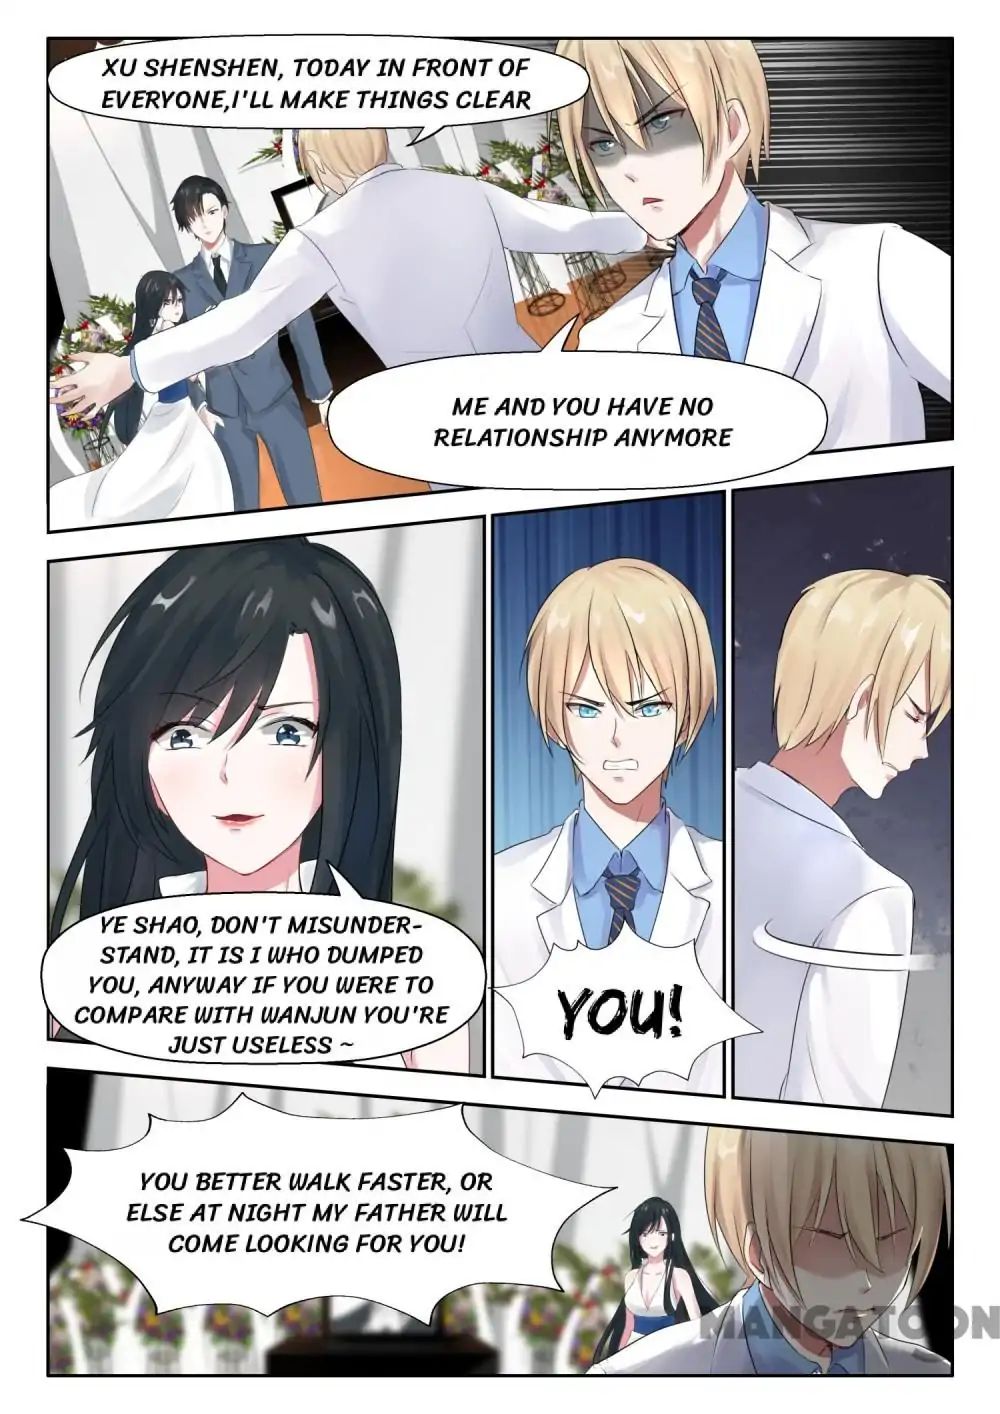 XU SHENSHEN, TODAY IN FRONT OF
EVERYONE,I'LL MAKE THINGS CLEAR
ME AND YOU HAVE NO
RELATIONSHIP ANYMORE
YE SHAO, DON'T MISUNDER-
STAND, IT IS I WHO DUMPED
YOU, ANYWAY IF YOU WERE TO
COMPARE WITH WANJUN YOU'RE
JUST USELESS ~
YOU!
YOU BETTER WALK FASTER, OR
ELSE AT NIGHT MY FATHER WILL
COME LOOKING FOR YOU!
MANGATOON